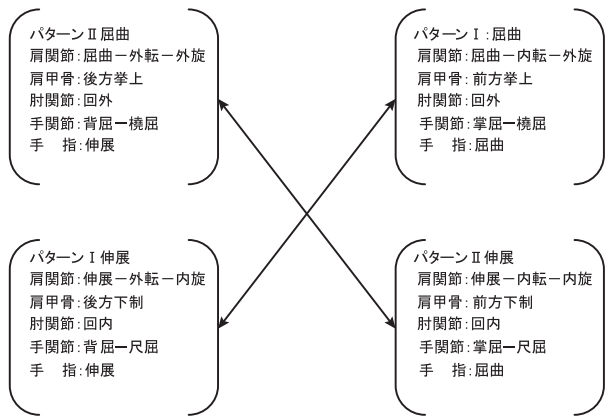 パターンⅡ屈曲
肩関節：屈曲－外転－外旋
肩甲骨：後方挙上
肘関節：回外
手関節：背屈ー橈屈
手　指：伸展
パターンⅠ：屈曲
肩関節：屈曲－内転－外旋
肩甲骨：前方挙上
肘関節：回外
手関節：掌屈ー橈屈
手　指：屈曲
パターンⅠ伸展
肩関節：伸展－外転－内旋
肩甲骨：後方下制
肘関節：回内
手関節：背屈ー尺屈
手　指：伸展
パターンⅡ伸展
肩関節：伸展－内転－内旋
肩甲骨：前方下制
肘関節：回内
手関節：掌屈ー尺屈
手　指：屈曲